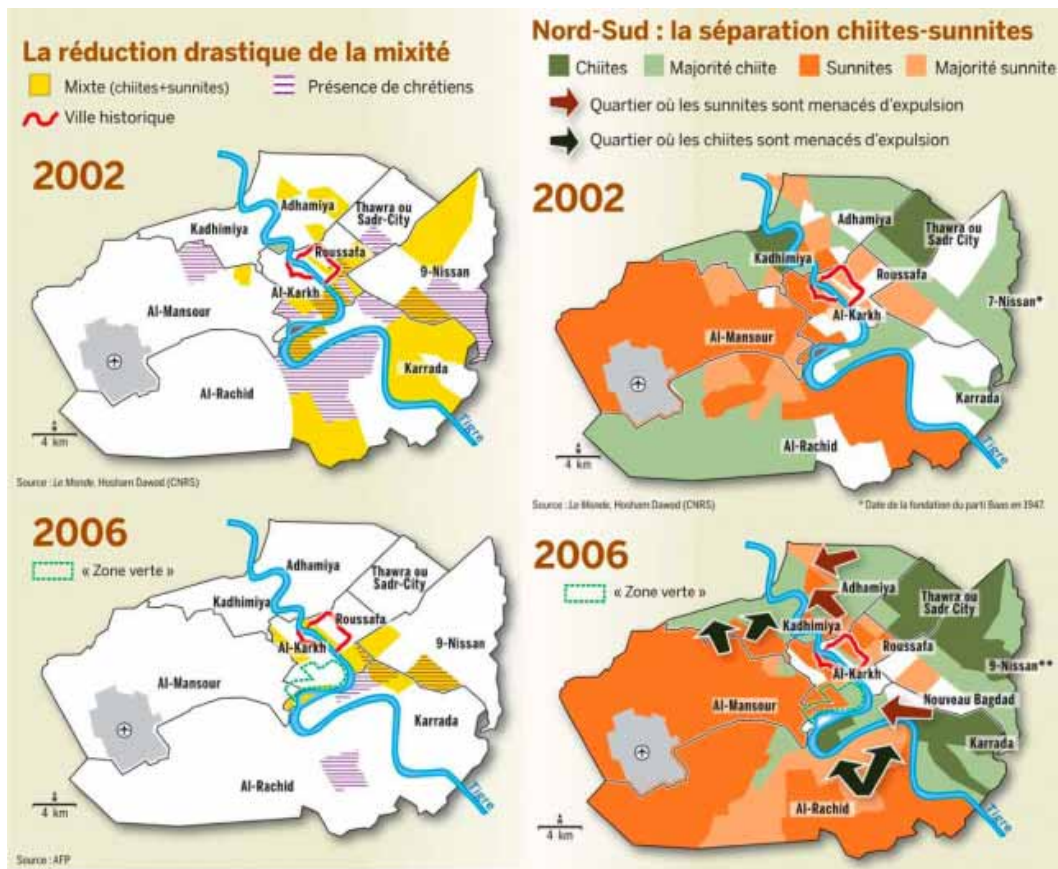 La réduction drastique de la mixité
Mixte (chiites+sunnites)
Présence de chrétiens
Ville historique
2002
Adhamiya
Thawra ou
Sadr-City
Kadhimiya
Roussafa
9-Nissan
Al-Karkh
Al-Mansour
Karrada
Al-Rachid
Tigre
4 km
Source : Le Monde, Hosham Dawod (CNRS)
2006
« Zone verte »
Adhamiya
Thawra ou
Sadr-City
Kadhimiya
Roussafa
Al-Karkh
9-Nissan
Al-Mansour
Karrada
Al-Rachid
Tigre
4 km
Source : AFP
Nord-Sud : la séparation chiites-sunnites
Chiites
Majorité chiite
Sunnites
Majorité sunnite
Quartier où les sunnites sont menacés d'expulsion
Quartier où les chiites sont menacés d'expulsion
2002
Adhamiya
Thawra ou
Sadr City
Kadhimiya
Roussafa
7-Nissan*
Al-Karkh
Al-Mansour
Karrada
Al-Rachid
Tigre
4 km
Source : Le Monde, Hosham Dawod (CNRS)
* Date de la fondation du parti Baas en 1947.
2006
« Zone verte »
Adhamiya
Thawra ou
Sadr City
Kadhimiya
Roussafa
9-Nissan**
Al-Karkh
Nouveau Bagdad
Al-Mansour
Karrada
Al-Rachid
Tigre
4 km